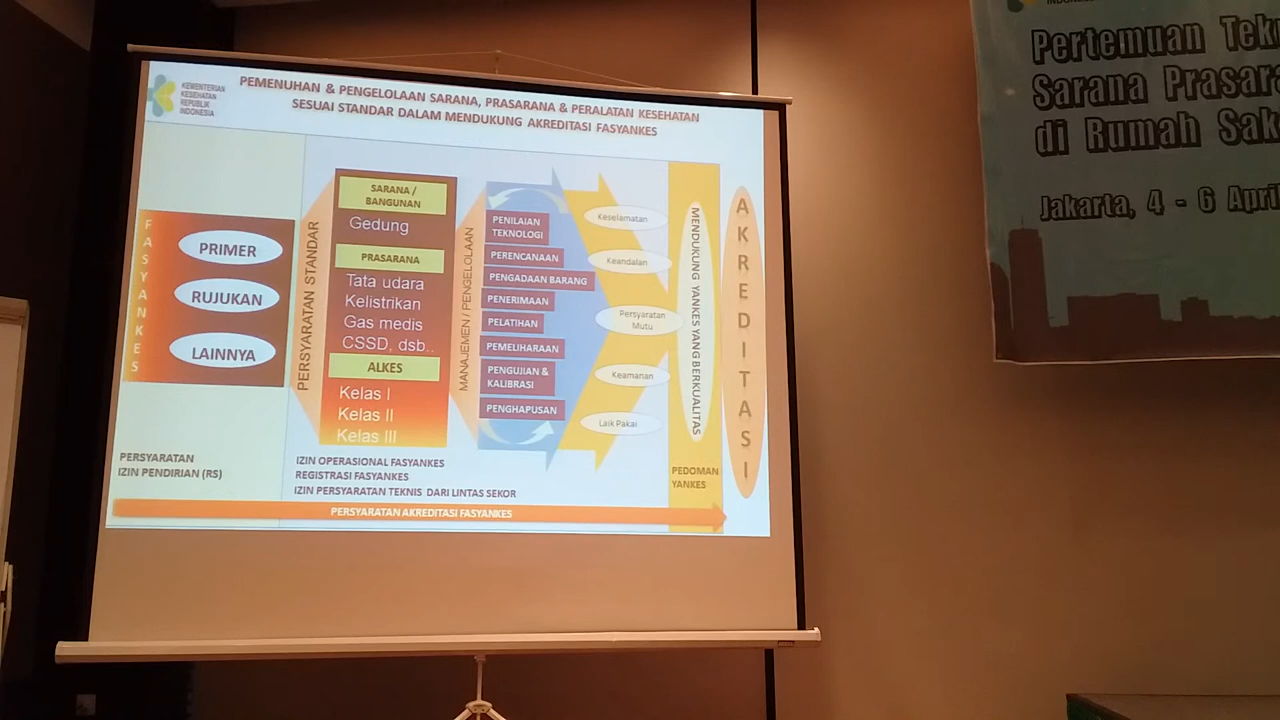 KEMENTERIAN
KESEHATAN
REPUBLIK
INDONESIA
PEMENUHAN & PENGELOLAAN SARANA, PRASARANA & PERALATAN KESEHATAN
SESUAI STANDAR DALAM MENDUKUNG AKREDITASI FASYANKES
FASYANKES
PRIMER
RUJUKAN
LAINNYA
PERSYARATAN
IZIN PENDIRIAN (RS)
PERSYARATAN STANDAR
SARANA /
BANGUNAN
Gedung
PRASARANA
Tata udara
Kelistrikan
Gas medis
CSSD, dsb..
ALKES
Kelas I
Kelas II
Kelas III
IZIN OPERASIONAL FASYANKES
REGISTRASI FASYANKES
IZIN PERSYARATAN TEKNIS DARI LINTAS SEKOR
MANAJEMEN / PENGELOLAAN
PENILAIAN
TEKNOLOGI
PERENCANAAN
PENGADAAN BARANG
PENERIMAAN
PELATIHAN
PEMELIHARAAN
PENGUJIAN &
KALIBRASI
PENGHAPUSAN
Keselamatan
Keandalan
Persyaratan
Mutu
Keamanan
Laik Pakai
MENDUKUNG YANKES YANG BERKUALITAS
PEDOMAN
YANKES
AKREDITASI
PERSYARATAN AKREDITASI FASYANKES
Pertemuan Tek
Sarana Prasar
di Rumah Sak
Jakarta, 4 - 6 Apri